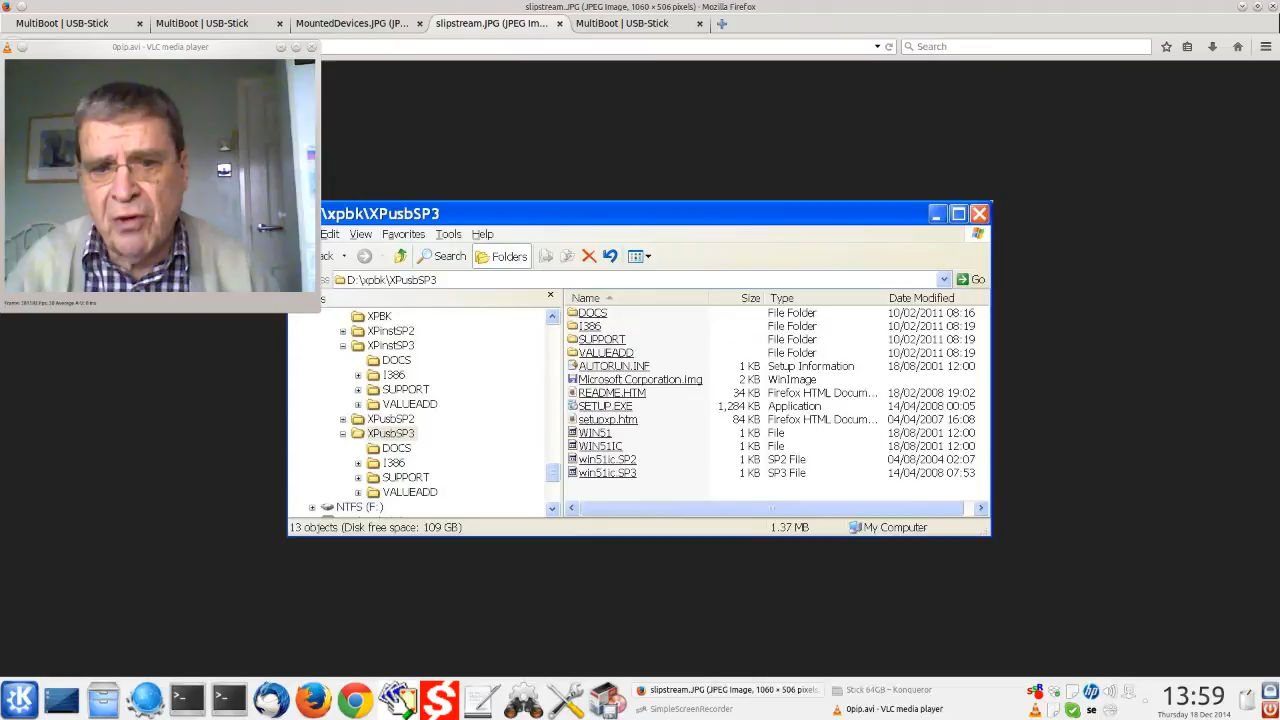 slipstream.JPG (JPEG Image, 1060 × 506 pixels) - Mozilla Firefox
MultiBoot | USB-Stick
MultiBoot | USB-Stick
MountedDevices.JPG (JP...
slipstream.JPG (JPEG Im...
MultiBoot | USB-Stick
0pip.avi - VLC media player
Search
\xpbk\XPusbSP3
Edit View Favorites Tools Help
ack Search Folders
D:\xpbk\XPusbSP3 Go
s
XPBK
XPinstSP2
XPinstSP3
DOCS
I386
SUPPORT
VALUEADD
XPusbSP2
XPusbSP3
DOCS
I386
SUPPORT
VALUEADD
NTFS (F:)
Name Size Type Date Modified
DOCS File Folder 10/02/2011 08:16
I386 File Folder 10/02/2011 08:19
SUPPORT File Folder 10/02/2011 08:19
VALUEADD File Folder 10/02/2011 08:19
AUTORUN.INF 1 KB Setup Information 18/08/2001 12:00
Microsoft Corporation.img 2 KB WinImage
README.HTM 34 KB Firefox HTML Docum... 18/02/2008 19:02
SETUP.EXE 1,284 KB Application 14/04/2008 00:05
setupxp.htm 84 KB Firefox HTML Docum... 04/04/2007 16:08
WIN51 1 KB File 18/08/2001 12:00
WIN51IC 1 KB File 18/08/2001 12:00
win51ic.SP2 1 KB SP2 File 04/08/2004 02:07
win51ic.SP3 1 KB SP3 File 14/04/2008 07:53
13 objects (Disk free space: 109 GB) 1.37 MB My Computer
slipstream.JPG (JPEG Image, 1060 × 506 pixels
SimpleScreenRecorder
Stick 64GB - Konqueror
0pip.avi - VLC media player
se
13:59
Thursday 18 Dec 2014